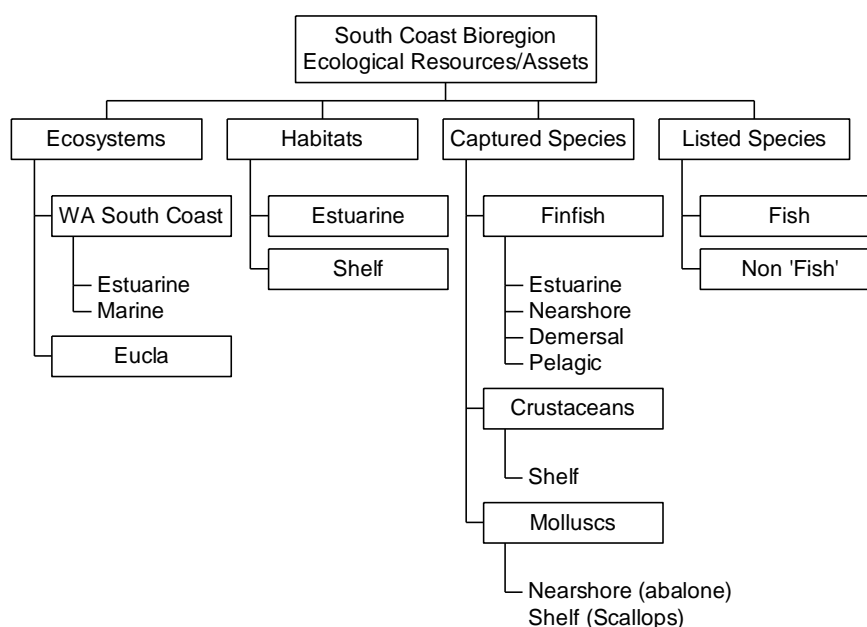 South Coast Bioregion
Ecological Resources/Assets
Ecosystems
WA South Coast
Estuarine
Marine
Eucla
Habitats
Estuarine
Shelf
Captured Species
Finfish
Estuarine
Nearshore
Demersal
Pelagic
Crustaceans
Shelf
Molluscs
Nearshore (abalone)
Shelf (Scallops)
Listed Species
Fish
Non 'Fish'